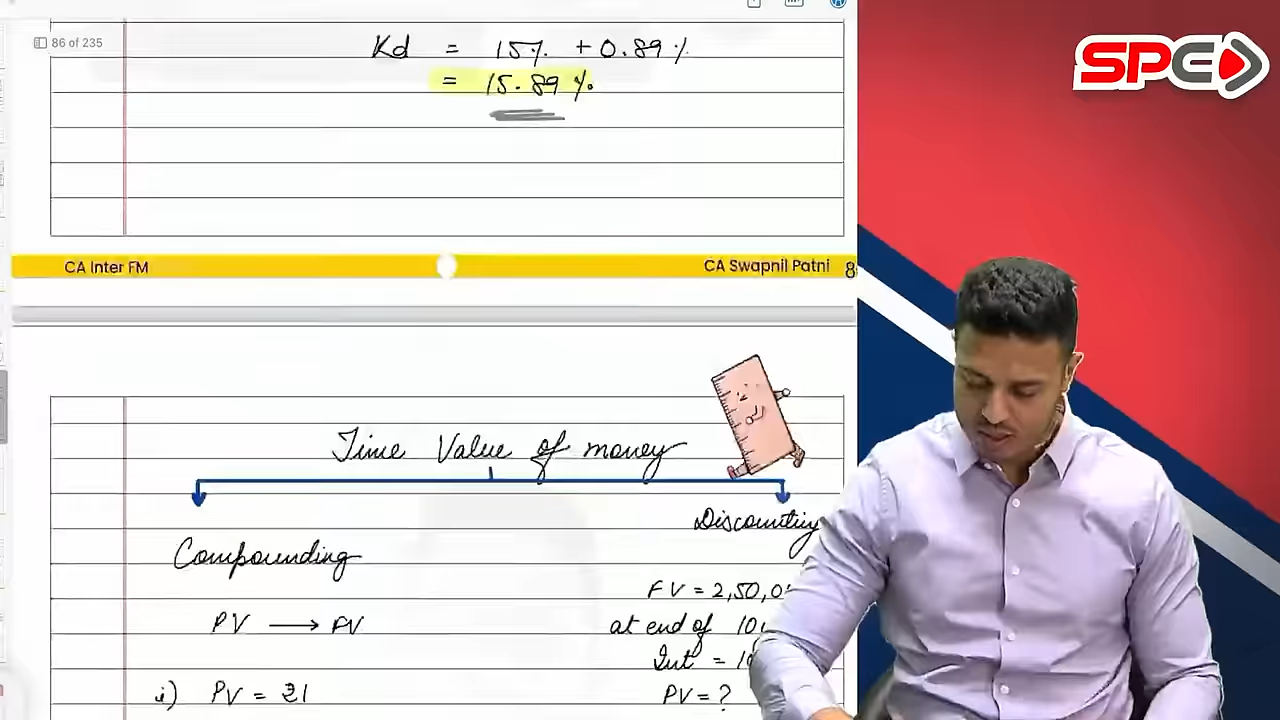 86 of 235
Kd = 15% + 0.89%
= 15.89%
SPC
CA Inter FM
CA Swapnil Patni
Time Value of money
Compounding
Discounting
PV → FV
FV = 2,50,0
at end of 10
Int = 10
i) PV = ₹1
PV = ?